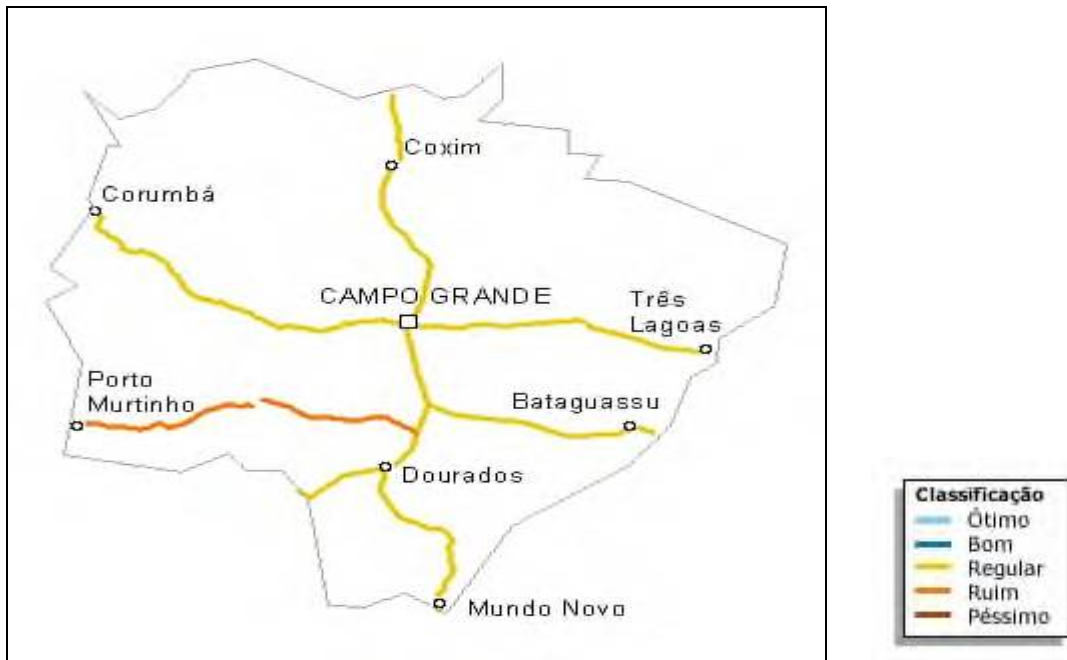 Coxim
Corumbá
CAMPO GRANDE
Três
Lagoas
Porto
Murtinho
Bataguassu
Dourados
Mundo Novo
Classificação
Ótimo
Bom
Regular
Ruim
Péssimo